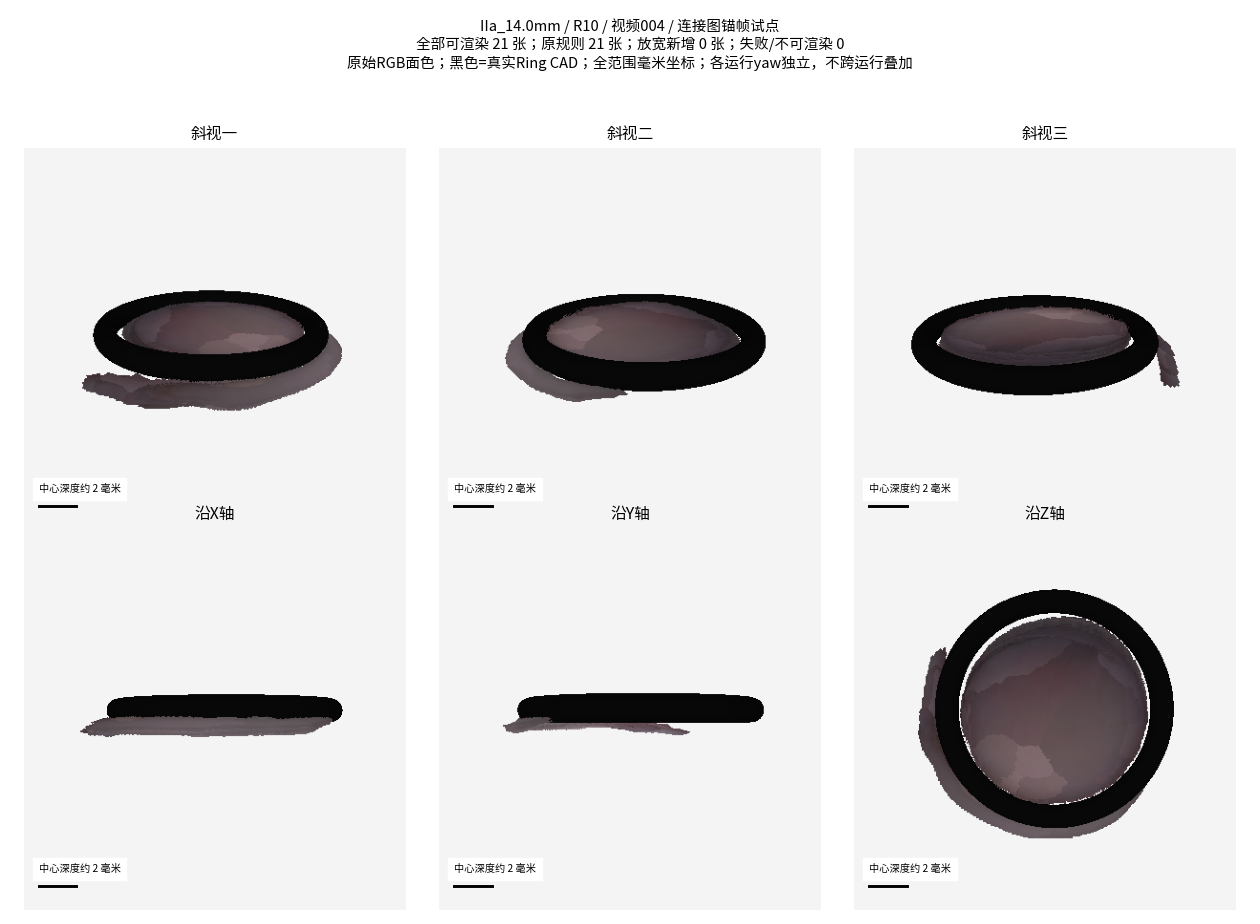 IIa_14.0mm / R10 / 视频004 / 连接图锚帧试点
全部可渲染 21 张；原规则 21 张；放宽新增 0 张；失败/不可渲染 0
原始RGB面色；黑色=真实Ring CAD；全范围毫米坐标；各运行yaw独立，不跨运行叠加
斜视一
斜视二
斜视三
中心深度约 2 毫米
中心深度约 2 毫米
中心深度约 2 毫米
沿X轴
沿Y轴
沿Z轴
中心深度约 2 毫米
中心深度约 2 毫米
中心深度约 2 毫米